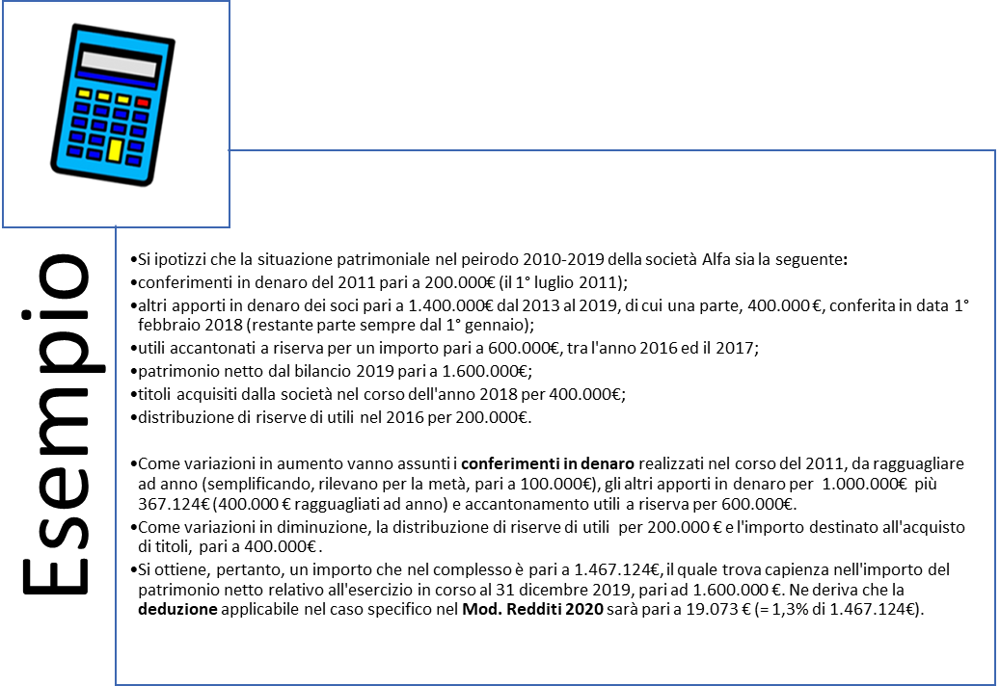 Esempio
•Si ipotizzi che la situazione patrimoniale nel peirodo 2010-2019 della società Alfa sia la seguente:
•conferimenti in denaro del 2011 pari a 200.000€ (il 1° luglio 2011);
•altri apporti in denaro dei soci pari a 1.400.000€ dal 2013 al 2019, di cui una parte, 400.000 €, conferita in data 1°
febbraio 2018 (restante parte sempre dal 1° gennaio);
•utili accantonati a riserva per un importo pari a 600.000€, tra l'anno 2016 ed il 2017;
•patrimonio netto dal bilancio 2019 pari a 1.600.000€;
•titoli acquisiti dalla società nel corso dell'anno 2018 per 400.000€;
•distribuzione di riserve di utili nel 2016 per 200.000€.
•Come variazioni in aumento vanno assunti i conferimenti in denaro realizzati nel corso del 2011, da ragguagliare
ad anno (semplificando, rilevano per la metà, pari a 100.000€), gli altri apporti in denaro per 1.000.000€ più
367.124€ (400.000 € ragguagliati ad anno) e accantonamento utili a riserva per 600.000€.
•Come variazioni in diminuzione, la distribuzione di riserve di utili per 200.000 € e l'importo destinato all'acquisto
di titoli, pari a 400.000€ .
•Si ottiene, pertanto, un importo che nel complesso è pari a 1.467.124€, il quale trova capienza nell'importo del
patrimonio netto relativo all'esercizio in corso al 31 dicembre 2019, pari ad 1.600.000 €. Ne deriva che la
deduzione applicabile nel caso specifico nel Mod. Redditi 2020 sarà pari a 19.073 € (= 1,3% di 1.467.124€).